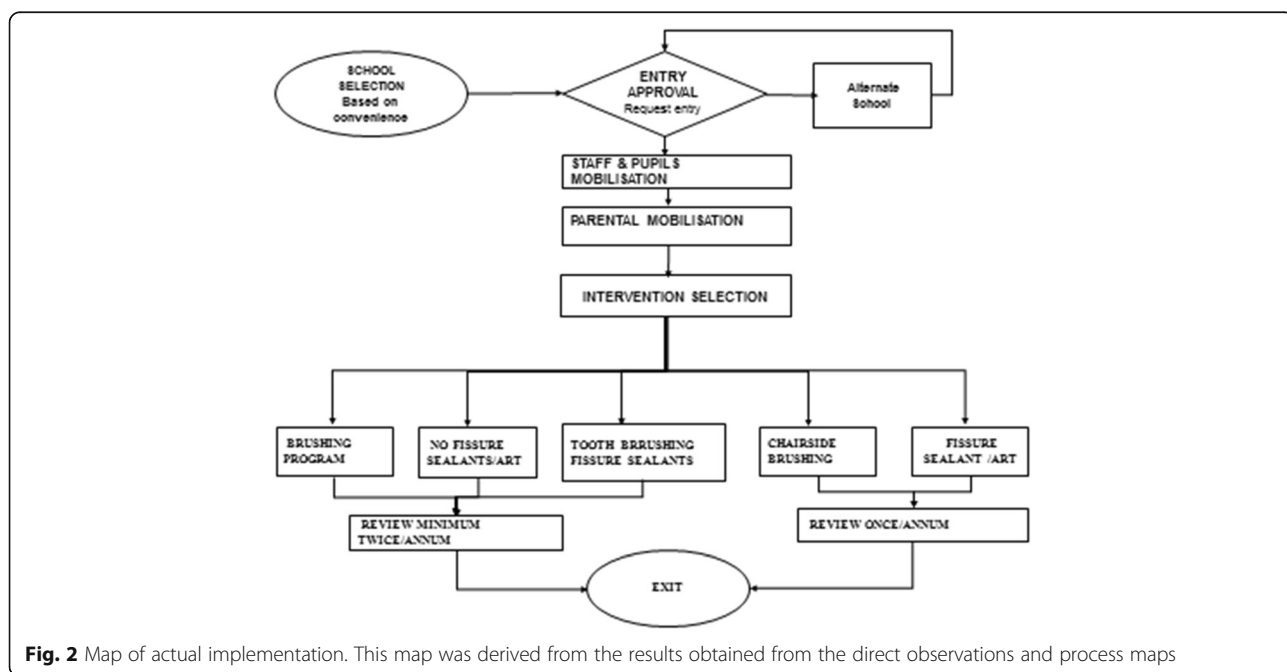 SCHOOL
SELECTION
Based on
convenience
ENTRY
APPROVAL
Request entry
Alternate
School
STAFF & PUPILS
MOBILISATION
PARENTAL MOBILISATION
INTERVENTION SELECTION
BRUSHING
PROGRAM
NO FISSURE
SEALANTS/ART
TOOTH BRRUSHING
FISSURE SEALANTS
CHAIRSIDE
BRUSHING
FISSURE
SEALANT /ART
REVIEW MINIMUM
TWICE/ANNUM
REVIEW ONCE/ANNUM
EXIT
Fig. 2 Map of actual implementation. This map was derived from the results obtained from the direct observations and process maps